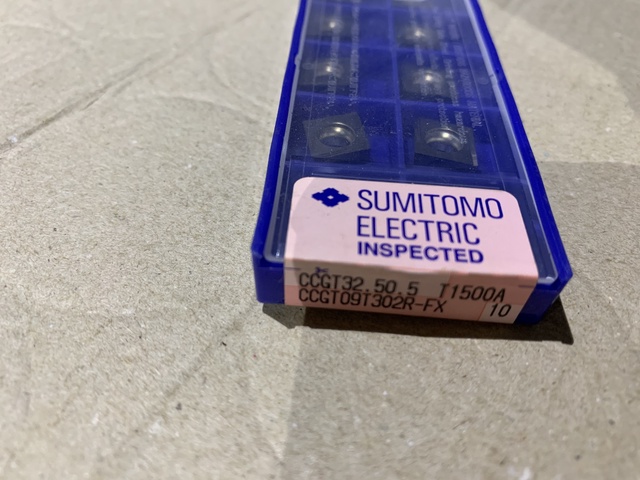 SUMITOMO
ELECTRIC
INSPECTED
CCGT32.50.5 T1500A
CCGT09T302R-FX 10